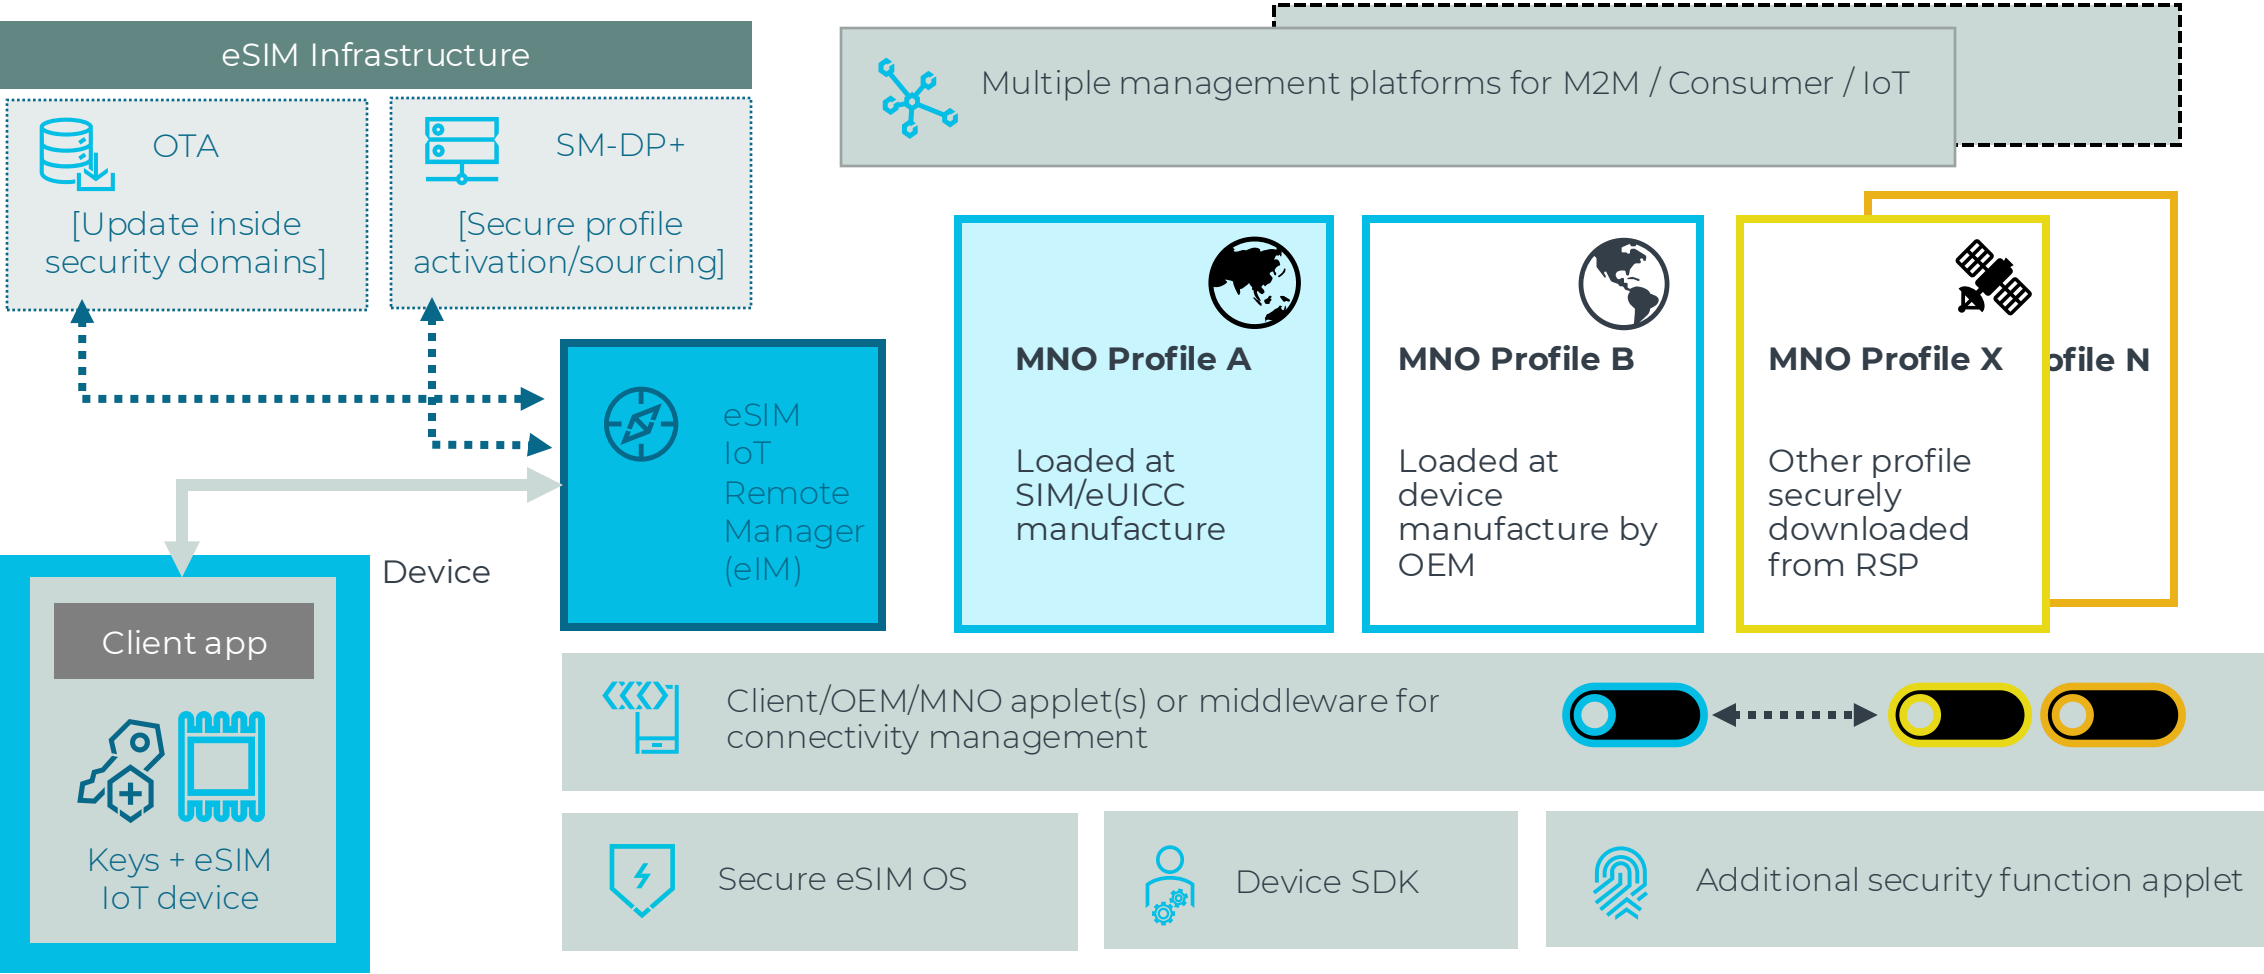 eSIM Infrastructure
OTA
[Update inside
security domains]
SM-DP+
[Secure profile
activation/sourcing]
Multiple management platforms for M2M / Consumer / IoT
eSIM
IoT
Remote
Manager
(eIM)
MNO Profile A
Loaded at
SIM/eUICC
manufacture
MNO Profile B
Loaded at
device
manufacture by
OEM
MNO Profile X
Other profile
securely
downloaded
from RSP
ofile N
Device
Client app
Keys + eSIM
IoT device
Client/OEM/MNO applet(s) or middleware for
connectivity management
Secure eSIM OS
Device SDK
Additional security function applet